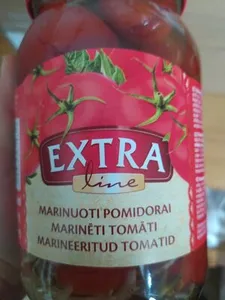 EXTRA
line
MARINUOTI POMIDORAI
MARINĒTI TOMĀTI
MARINEERITUD TOMATID